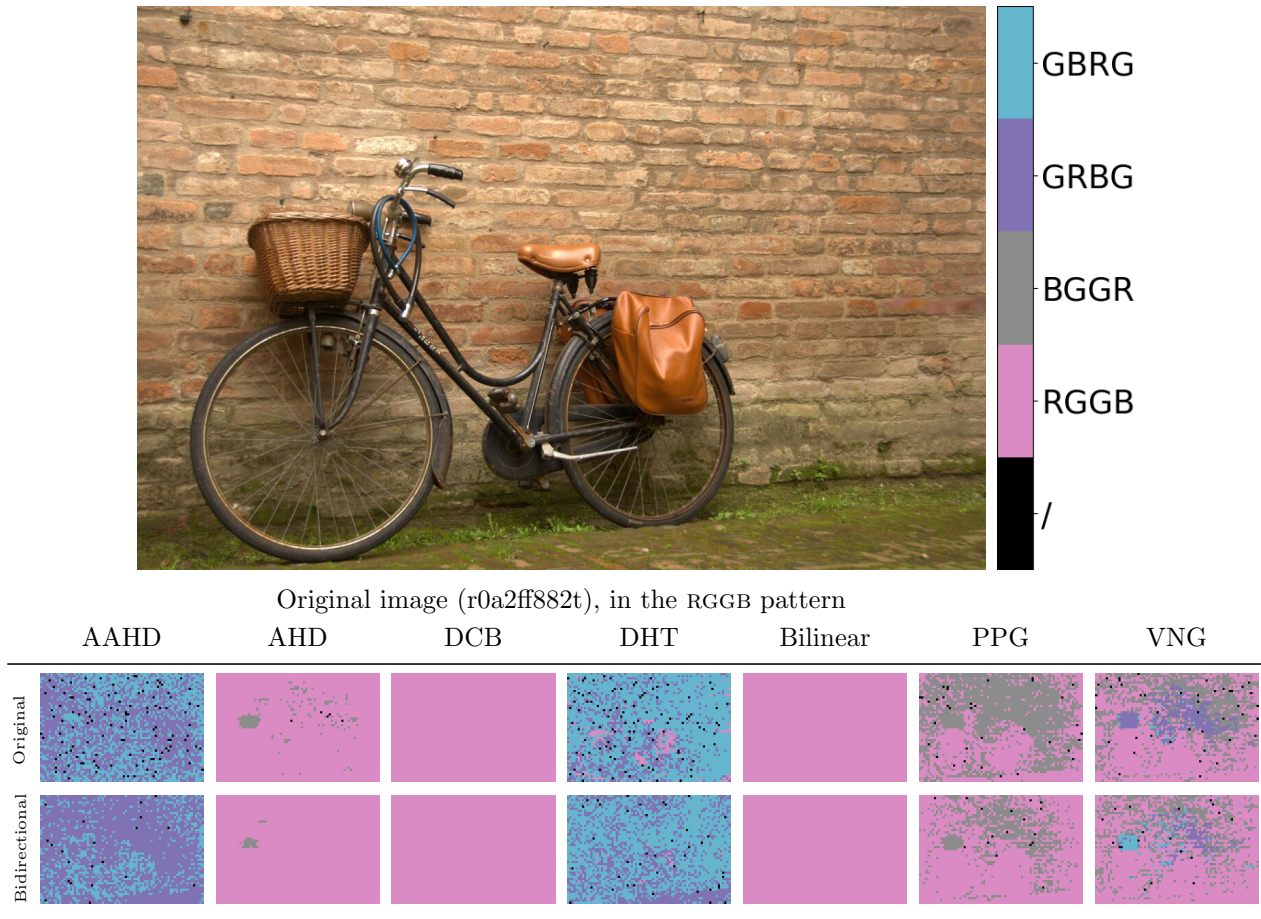 GBRG
GRBG
BGGR
RGGB
/
Original image (r0a2ff882t), in the RGGB pattern
AAHD AHD DCB DHT Bilinear PPG VNG
Original
Bidirectional